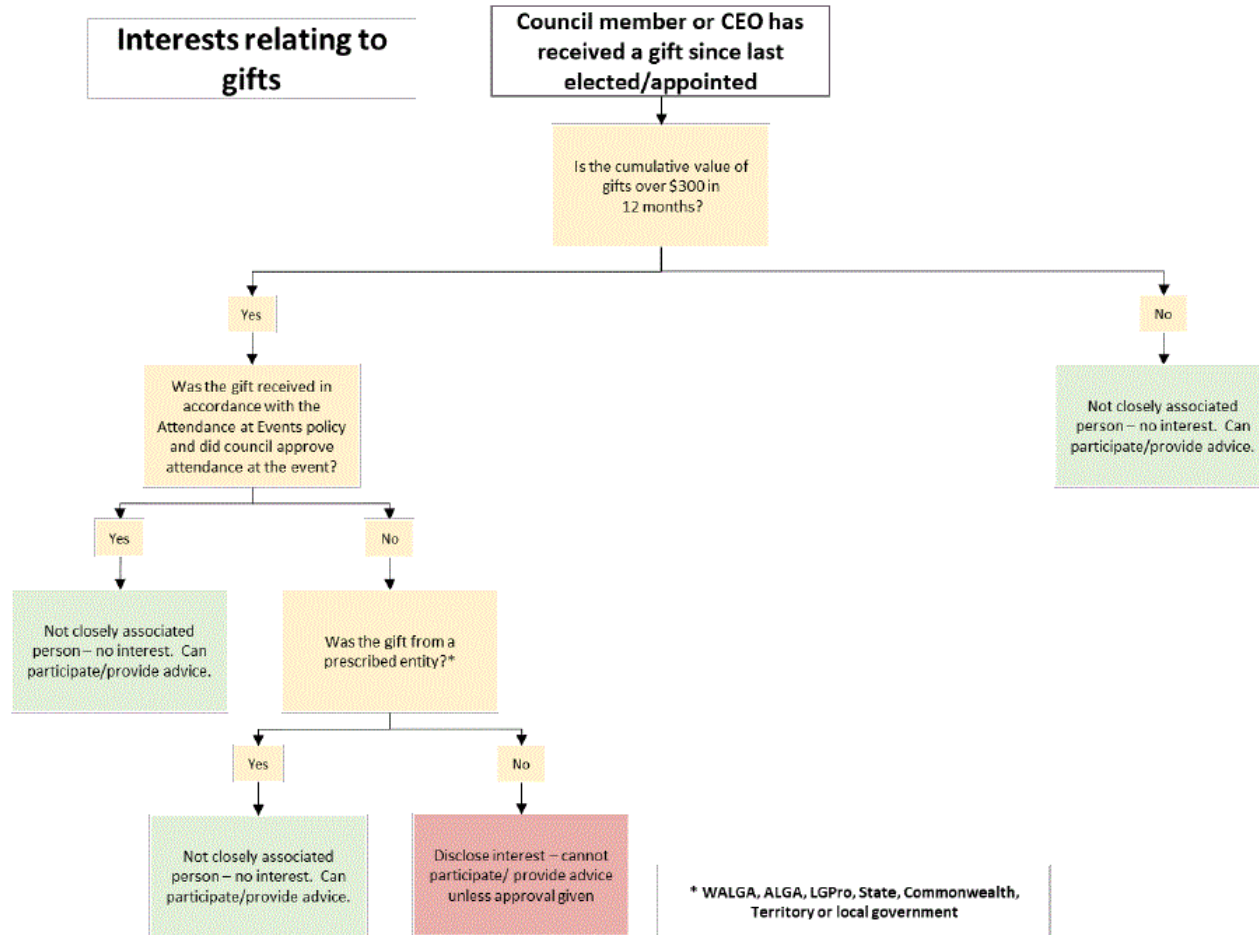 Interests relating to
gifts
Council member or CEO has
received a gift since last
elected/appointed
Is the cumulative value of
gifts over $300 in
12 months?
Yes
No
Was the gift received in
accordance with the
Attendance at Events policy
and did council approve
attendance at the event?
Not closely associated
person – no interest. Can
participate/provide advice.
Yes
No
Not closely associated
person – no interest. Can
participate/provide advice.
Was the gift from a
prescribed entity?*
Yes
No
Not closely associated
person – no interest. Can
participate/provide advice.
Disclose interest – cannot
participate/ provide advice
unless approval given
* WALGA, ALGA, LGPro, State, Commonwealth,
Territory or local government